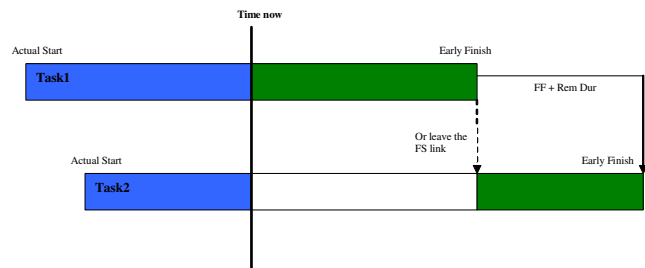 Time now
Actual Start
Early Finish
Task1
FF + Rem Dur
Or leave the
FS link
Actual Start
Early Finish
Task2